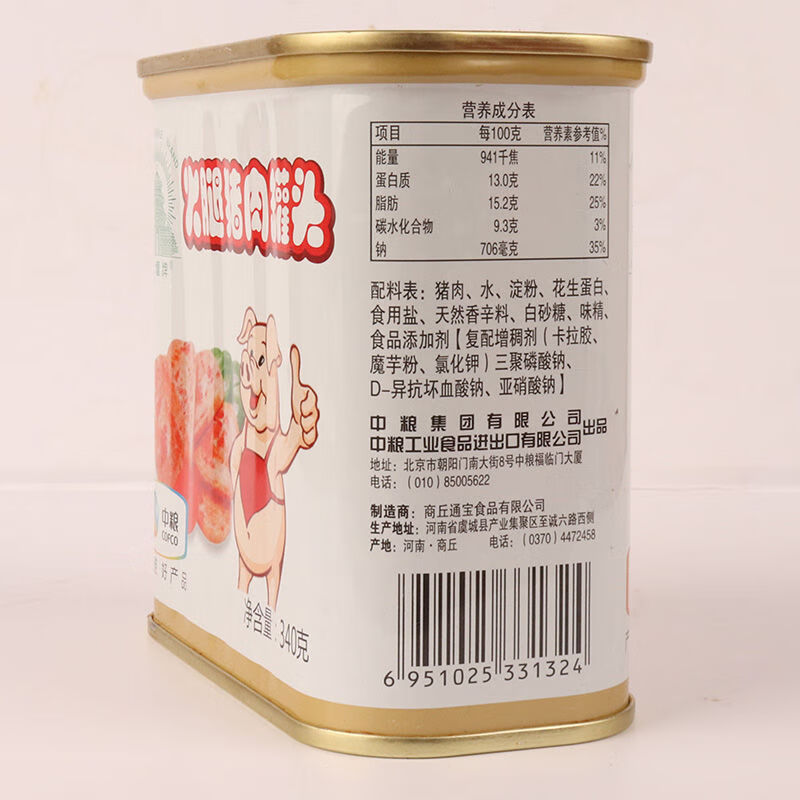 火腿猪肉罐头
中粮
COFCO
好产品
净含量:340克
营养成分表
项目 每100克 营养素参考值%
能量 941千焦 11%
蛋白质 13.0克 22%
脂肪 15.2克 25%
碳水化合物 9.3克 3%
钠 706毫克 35%
配料表：猪肉、水、淀粉、花生蛋白、
食用盐、天然香辛料、白砂糖、味精、
食品添加剂【复配增稠剂（卡拉胶、
魔芋粉、氯化钾）三聚磷酸钠、
D-异抗坏血酸钠、亚硝酸钠】
中粮集团有限公司
中粮工业食品进出口有限公司出品
地址：北京市朝阳门南大街8号中粮福临门大厦
电话：（010）85005622
制造商：商丘通宝食品有限公司
生产地址：河南省虞城县产业集聚区至诚六路西侧
产地：河南·商丘 电话：（0370）4472458
6 951025 331324